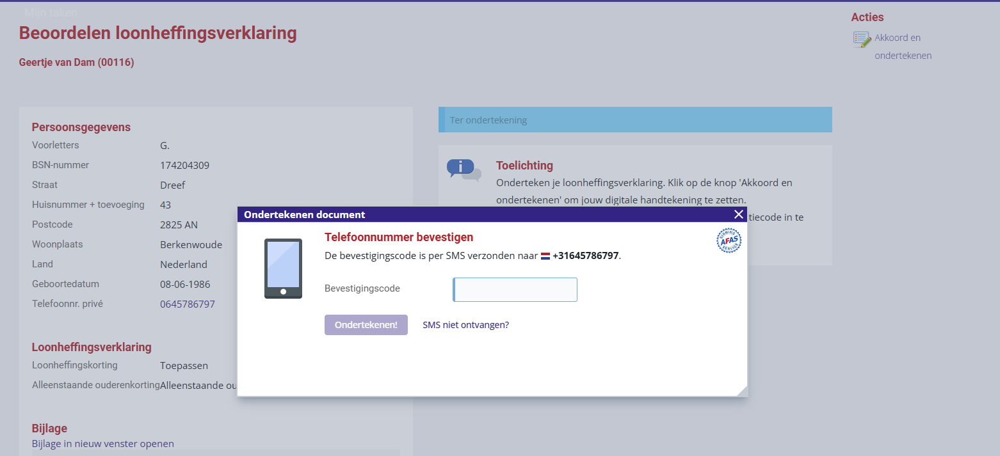 Mijn taken
Beoordelen loonheffingsverklaring
Geertje van Dam (00116)
Acties
Akkoord en
ondertekenen
Persoonsgegevens
Voorletters G.
BSN-nummer 174204309
Straat Dreef
Huisnummer + toevoeging 43
Postcode 2825 AN
Woonplaats Berkenwoude
Land Nederland
Geboortedatum 08-06-1986
Telefoonnr. privé 0645786797
Loonheffingsverklaring
Loonheffingskorting Toepassen
Alleenstaande ouderenkorting Alleenstaande ou
Bijlage
Bijlage in nieuw venster openen
Ter ondertekening
Toelichting
Onderteken je loonheffingsverklaring. Klik op de knop 'Akkoord en
ondertekenen' om jouw digitale handtekening te zetten.
tiecode in te
Ondertekenen document
Telefoonnummer bevestigen
De bevestigingscode is per SMS verzonden naar +31645786797.
SIGNING
AFAS
SERVICE
Bevestigingscode
Ondertekenen! SMS niet ontvangen?